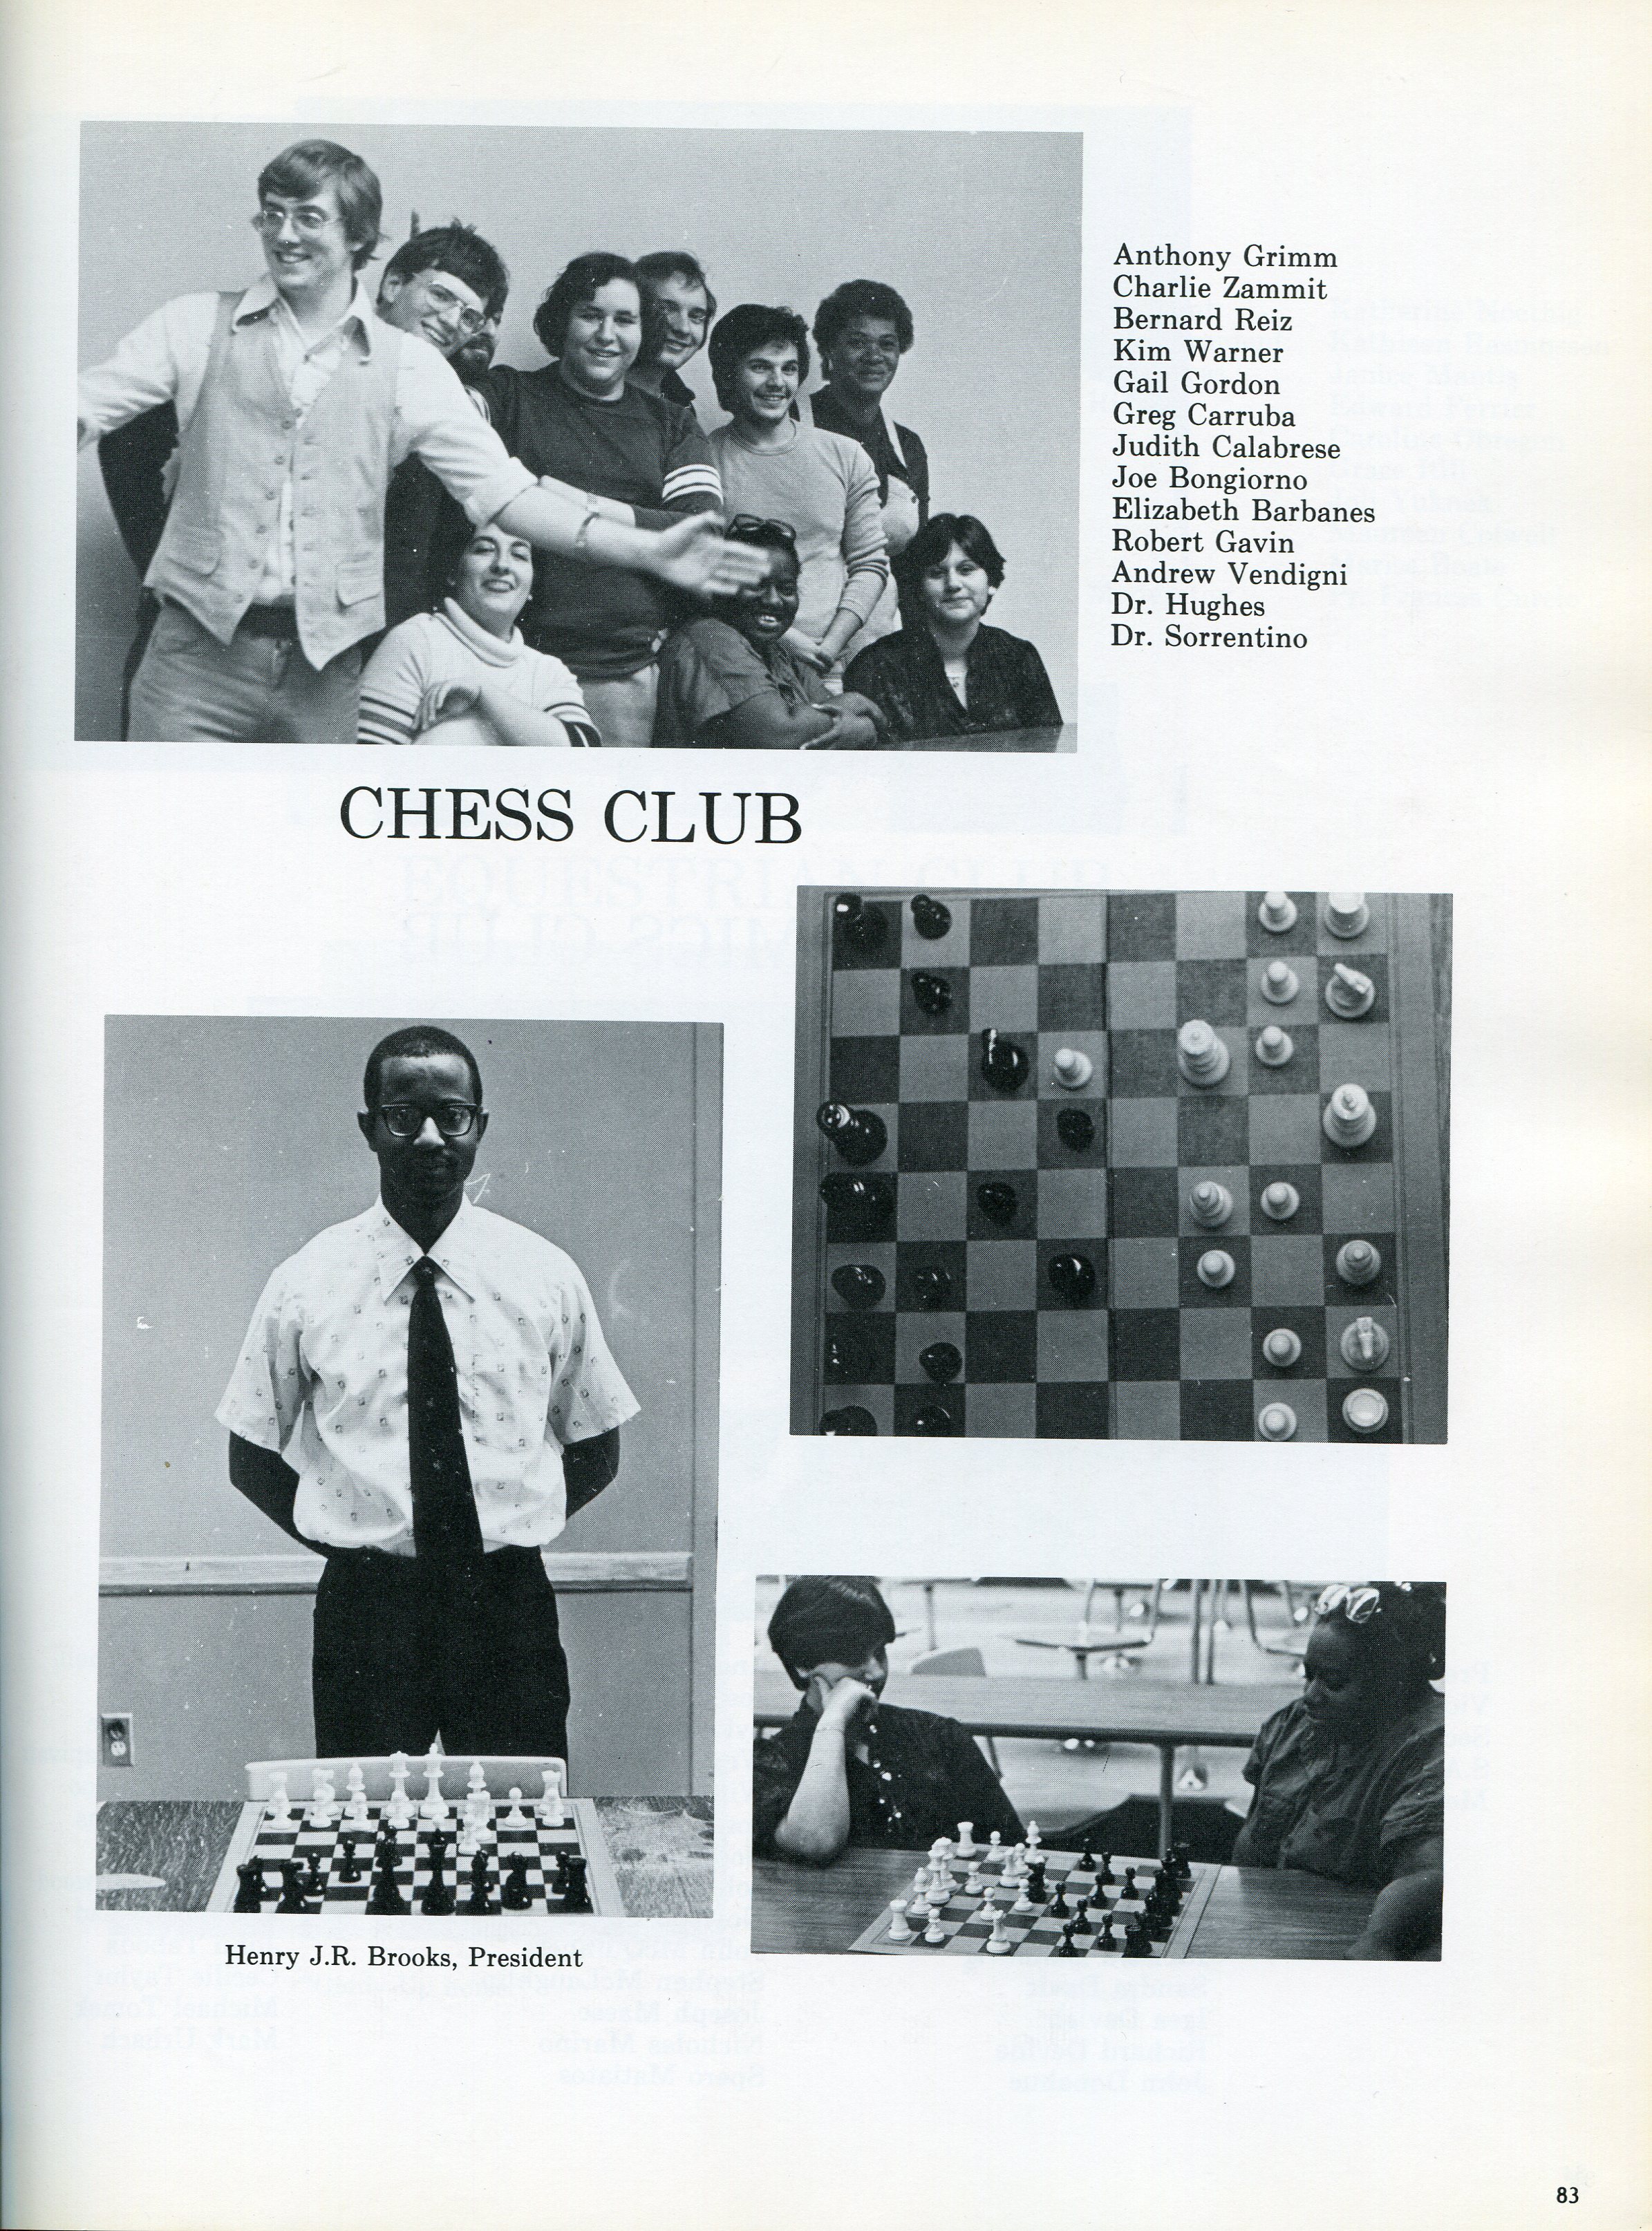 Anthony Grimm
Charlie Zammit
Bernard Reiz
Kim Warner
Gail Gordon
Greg Carruba
Judith Calabrese
Joe Bongiorno
Elizabeth Barbanes
Robert Gavin
Andrew Vendigni
Dr. Hughes
Dr. Sorrentino
CHESS CLUB
Henry J.R. Brooks, President
83